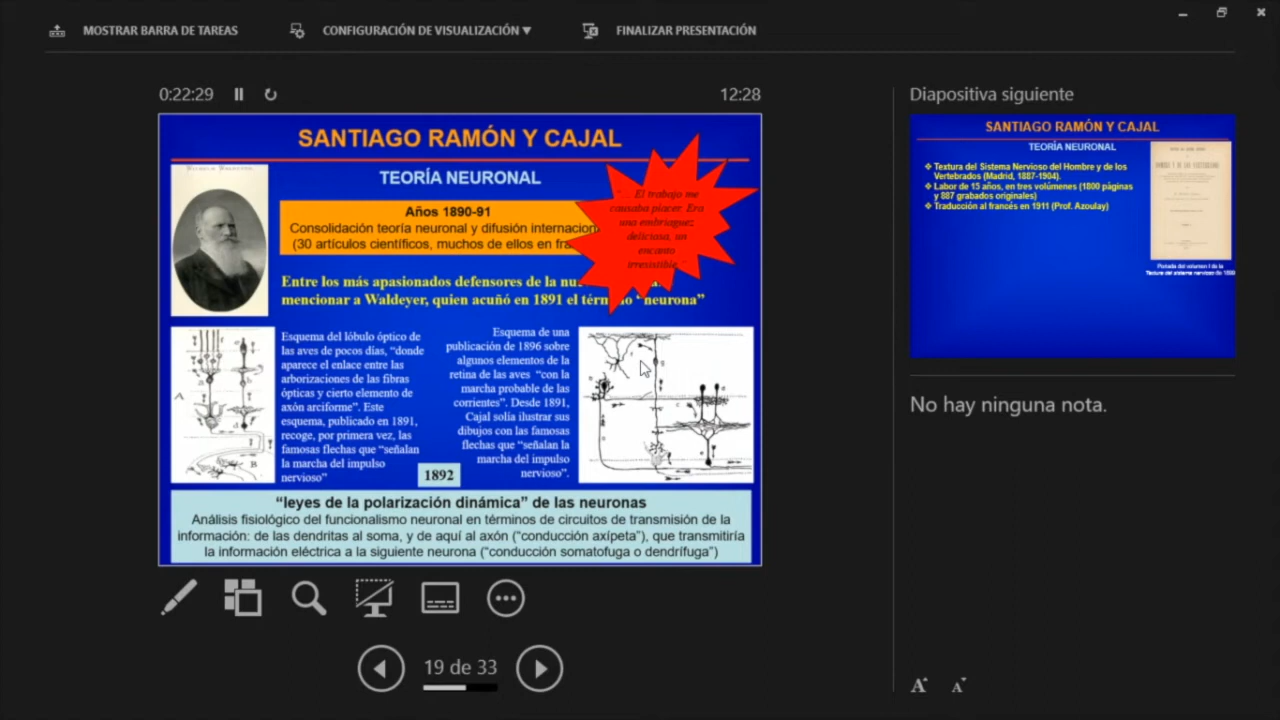 MOSTRAR BARRA DE TAREAS
CONFIGURACIÓN DE VISUALIZACIÓN ▼
FINALIZAR PRESENTACIÓN
0:22:29
12:28
SANTIAGO RAMÓN Y CAJAL
TEORÍA NEURONAL
Años 1890-91
Consolidación teoría neuronal y difusión
(30 artículos científicos, muchos de ellos en
"... El trabajo me
causaba placer. Era
una embriaguez
deliciosa, un
encanto
irresistible
Entre los más apasionados defensores de la
mencionar a Waldeyer, quien acuñó en 1891 el "neurona"
Esquema del lóbulo óptico de
las aves de pocos días, "donde
aparece el enlace entre las
arborizaciones de las fibras
ópticas y cierto elemento de
axón arciforme". Este
esquema, publicado en 1891,
recoge, por primera vez, las
famosas flechas que "señalan
la marcha del impulso
nervioso"
Esquema de una
publicación de 1896 sobre
algunos elementos de la
retina de las aves "con la
marcha probable de las
corrientes". Desde 1891,
Cajal solía ilustrar sus
dibujos con las famosas
flechas que "señalan la
marcha del impulso
nervioso".
A
B
1892
"leyes de la polarización dinámica" de las neuronas
Análisis fisiológico del funcionalismo neuronal en términos de circuitos de transmisión de la
información: de las dendritas al soma, y de aquí al axón ("conducción axípeta"), que transmitiría
la información eléctrica a la siguiente neurona ("conducción somatofuga o dendrífuga")
19 de 33
Diapositiva siguiente
SANTIAGO RAMÓN Y CAJAL
TEORÍA NEURONAL
❖ Textura del Sistema Nervioso del Hombre y de los
Vertebrados (Madrid, 1887-1904).
❖ Labor de 15 años, en tres volúmenes (1800 páginas
y 887 grabados originales)
❖ Traducción al francés en 1911 (Prof. Azoulay)
Portada del volumen I de la
Textura del sistema nervioso de
No hay ninguna nota.
A A